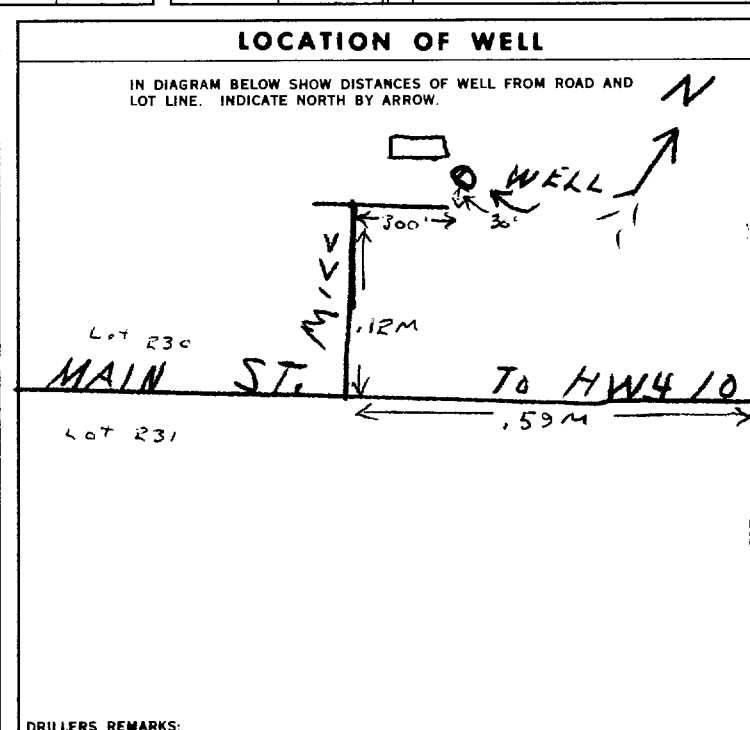 LOCATION OF WELL
IN DIAGRAM BELOW SHOW DISTANCES OF WELL FROM ROAD AND
LOT LINE. INDICATE NORTH BY ARROW.
N
WELL
300'
30'
.12M
Lot 230
MAIN ST. TO HWY 10
.59M
Lot 231
DRILLERS REMARKS: